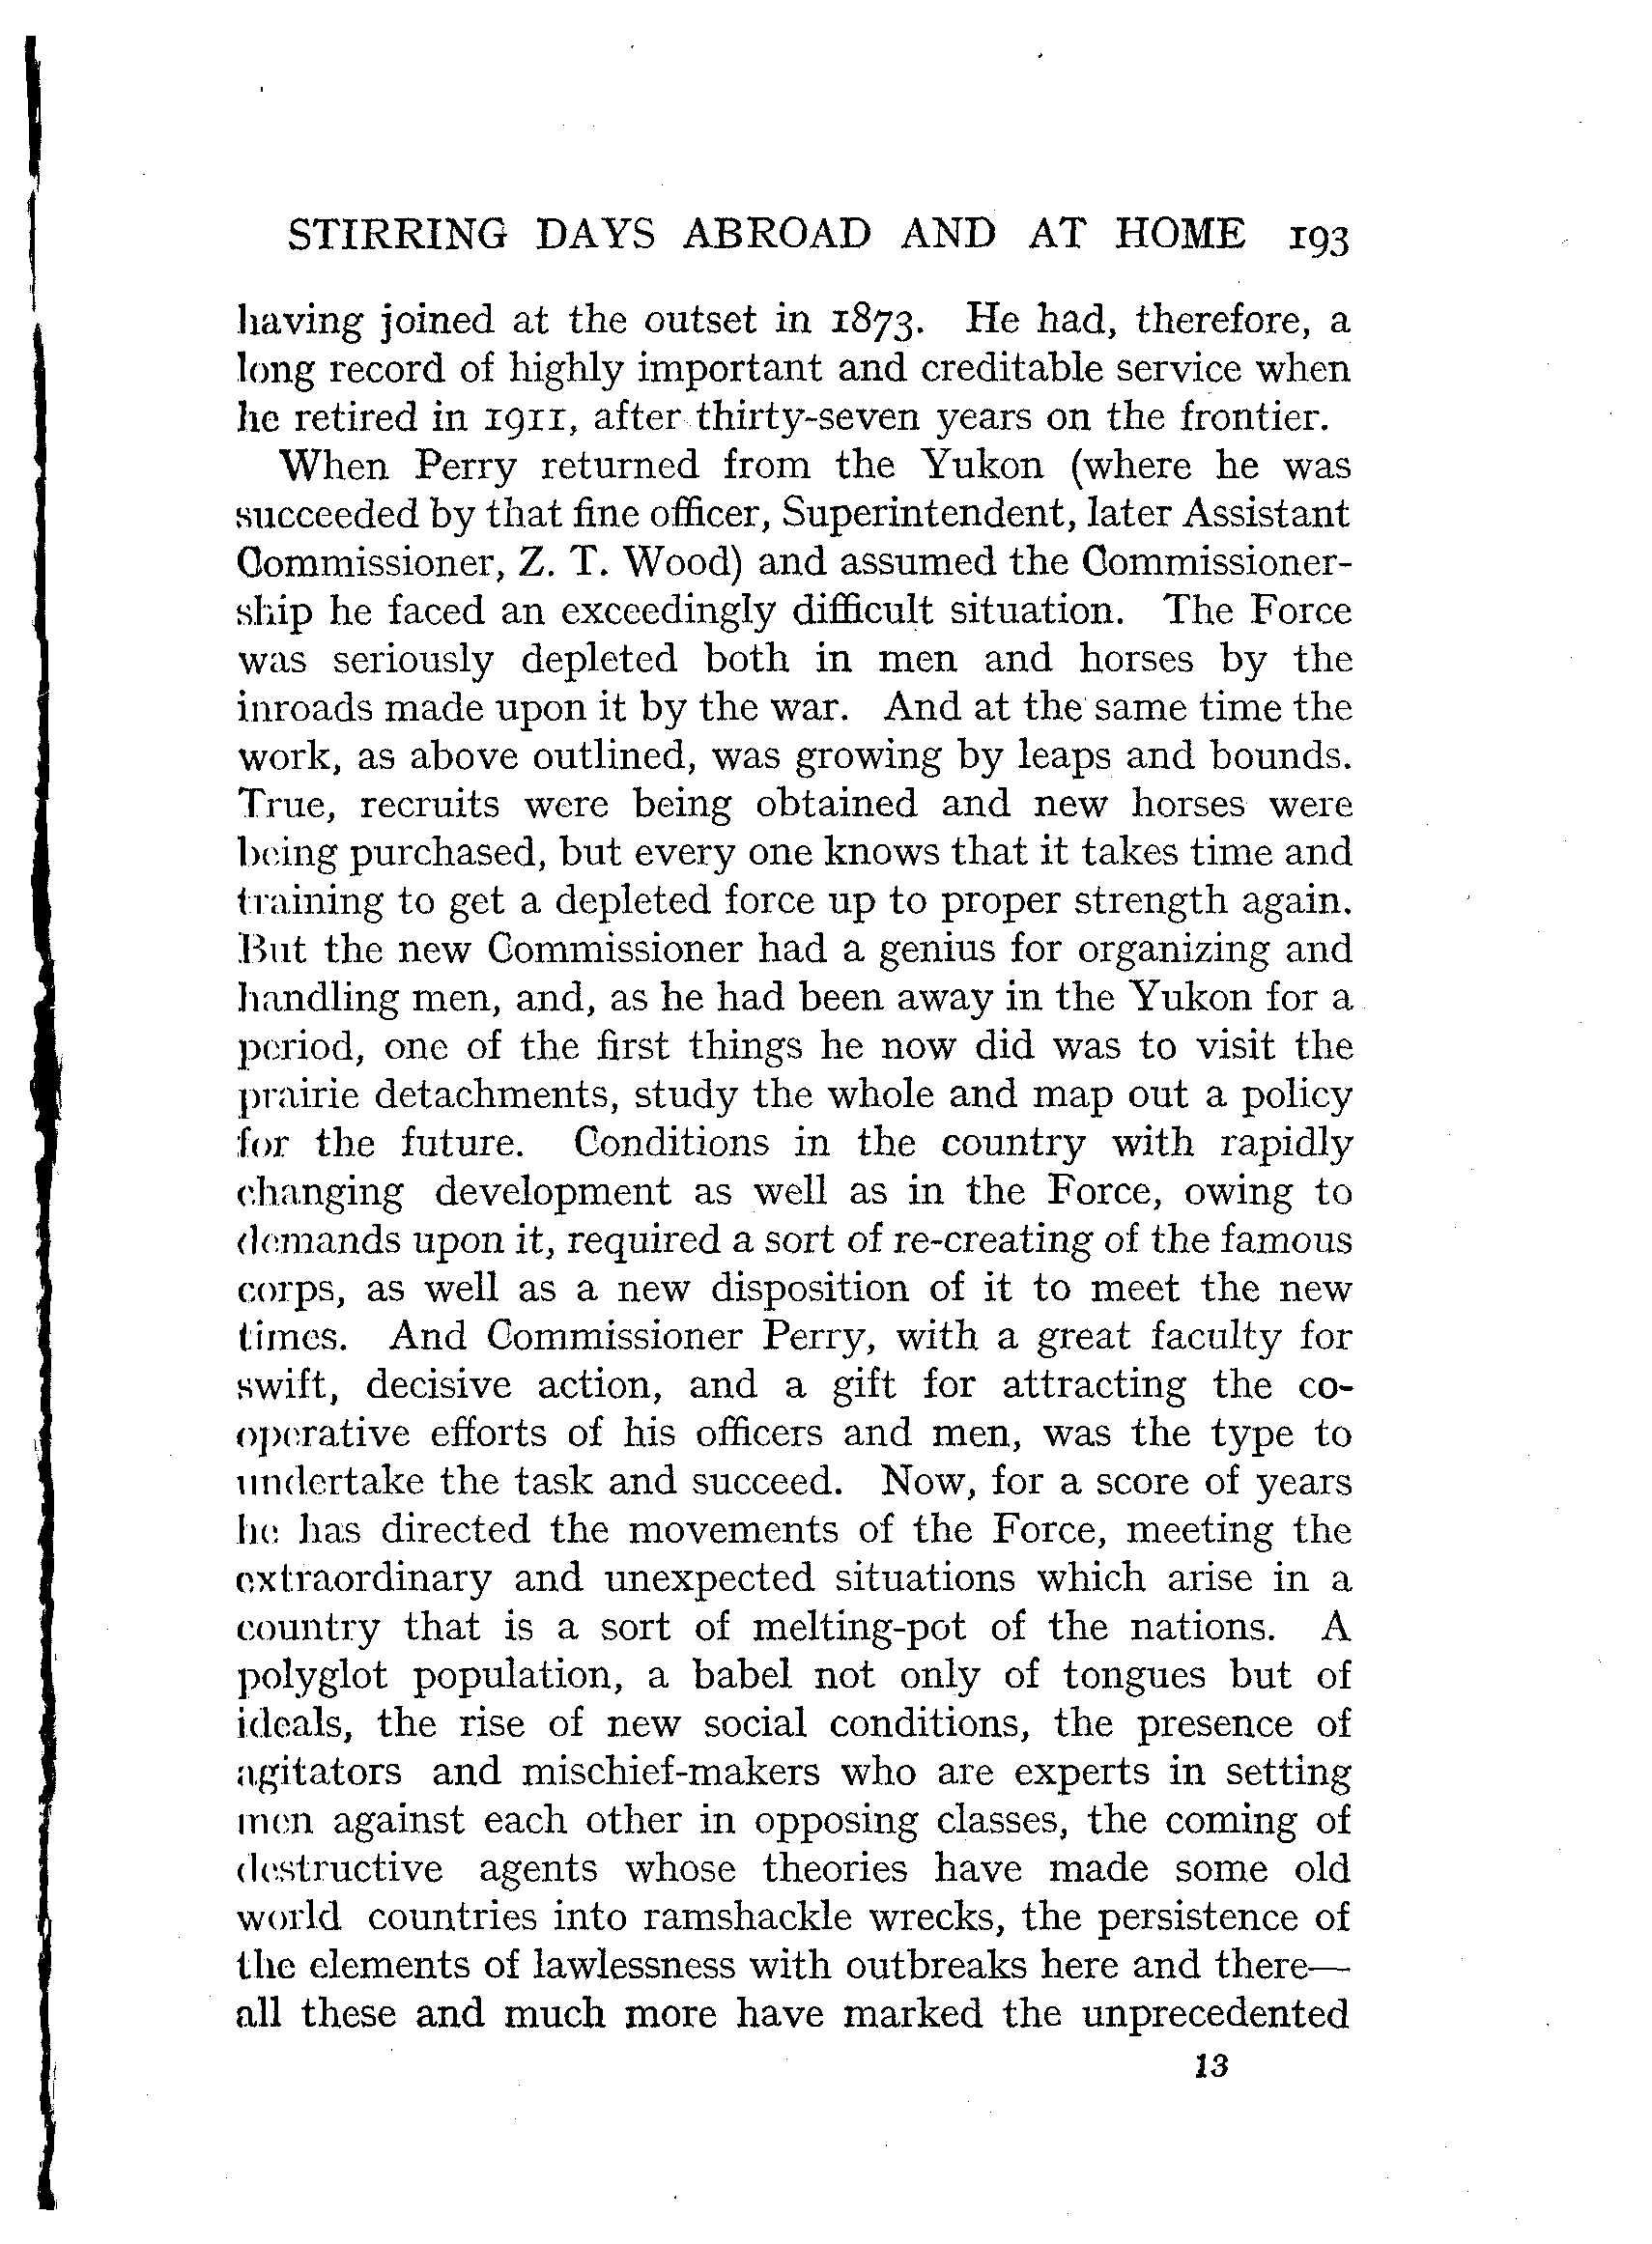 STIRRING DAYS ABROAD AND AT HOME 193
having joined at the outset in 1873. He had, therefore, a
long record of highly important and creditable service when
he retired in 1911, after thirty-seven years on the frontier.
When Perry returned from the Yukon (where he was
succeeded by that fine officer, Superintendent, later Assistant
Commissioner, Z. T. Wood) and assumed the Commissioner-
ship he faced an exceedingly difficult situation. The Force
was seriously depleted both in men and horses by the
inroads made upon it by the war. And at the same time the
work, as above outlined, was growing by leaps and bounds.
True, recruits were being obtained and new horses were
being purchased, but every one knows that it takes time and
training to get a depleted force up to proper strength again.
But the new Commissioner had a genius for organizing and
handling men, and, as he had been away in the Yukon for a
period, one of the first things he now did was to visit the
prairie detachments, study the whole and map out a policy
for the future. Conditions in the country with rapidly
changing development as well as in the Force, owing to
demands upon it, required a sort of re-creating of the famous
corps, as well as a new disposition of it to meet the new
times. And Commissioner Perry, with a great faculty for
swift, decisive action, and a gift for attracting the co-
operative efforts of his officers and men, was the type to
undertake the task and succeed. Now, for a score of years
he has directed the movements of the Force, meeting the
extraordinary and unexpected situations which arise in a
country that is a sort of melting-pot of the nations. A
polyglot population, a babel not only of tongues but of
ideals, the rise of new social conditions, the presence of
agitators and mischief-makers who are experts in setting
men against each other in opposing classes, the coming of
destructive agents whose theories have made some old
world countries into ramshackle wrecks, the persistence of
the elements of lawlessness with outbreaks here and there—
all these and much more have marked the unprecedented
13